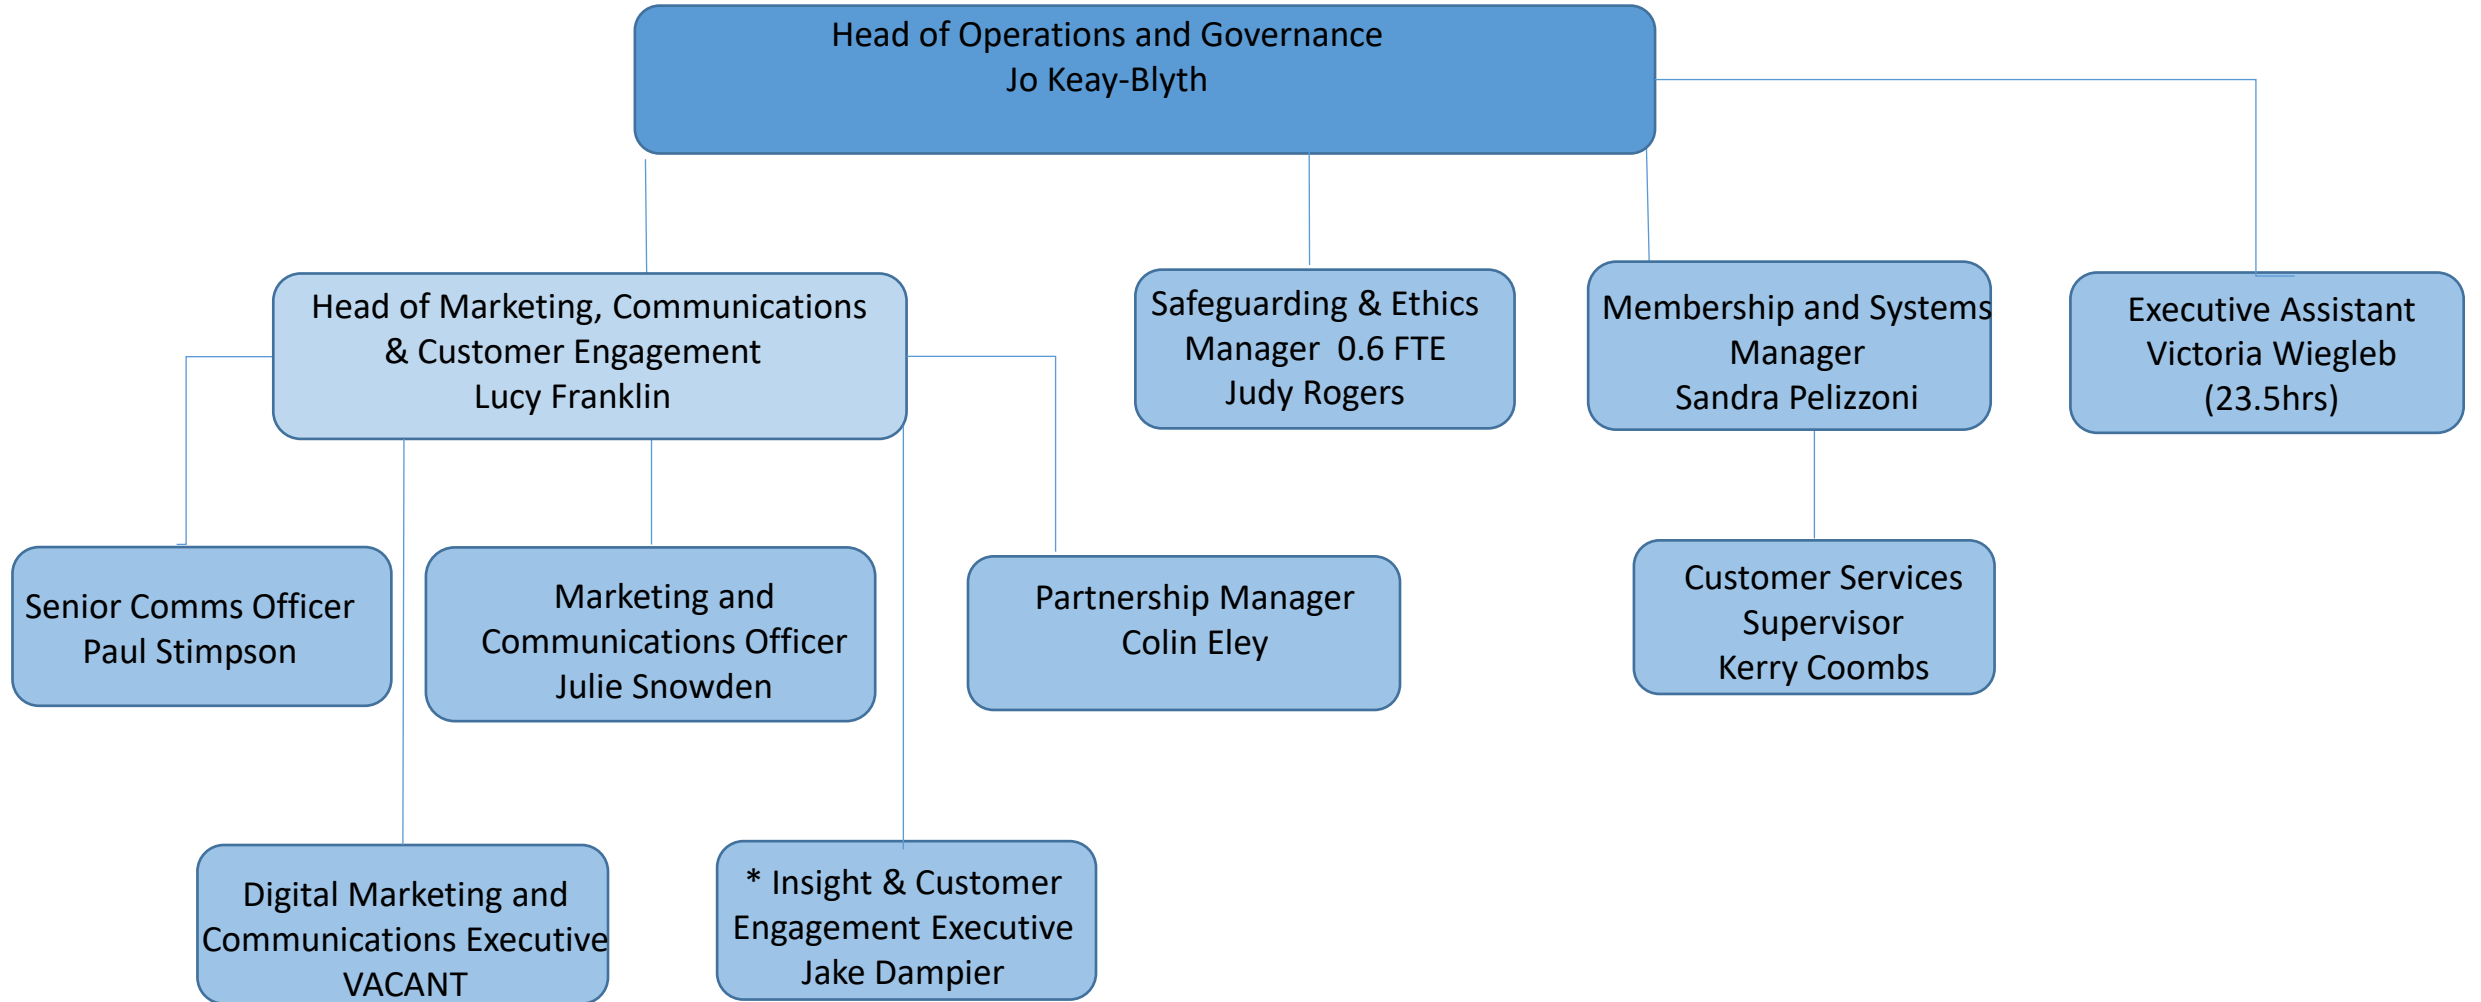 Head of Operations and Governance
Jo Keay-Blyth
Head of Marketing, Communications
& Customer Engagement
Lucy Franklin
Safeguarding & Ethics
Manager 0.6 FTE
Judy Rogers
Membership and Systems
Manager
Sandra Pelizzoni
Executive Assistant
Victoria Wiegleb
(23.5hrs)
Senior Comms Officer
Paul Stimpson
Marketing and
Communications Officer
Julie Snowden
Partnership Manager
Colin Eley
Customer Services
Supervisor
Kerry Coombs
Digital Marketing and
Communications Executive
VACANT
* Insight & Customer
Engagement Executive
Jake Dampier